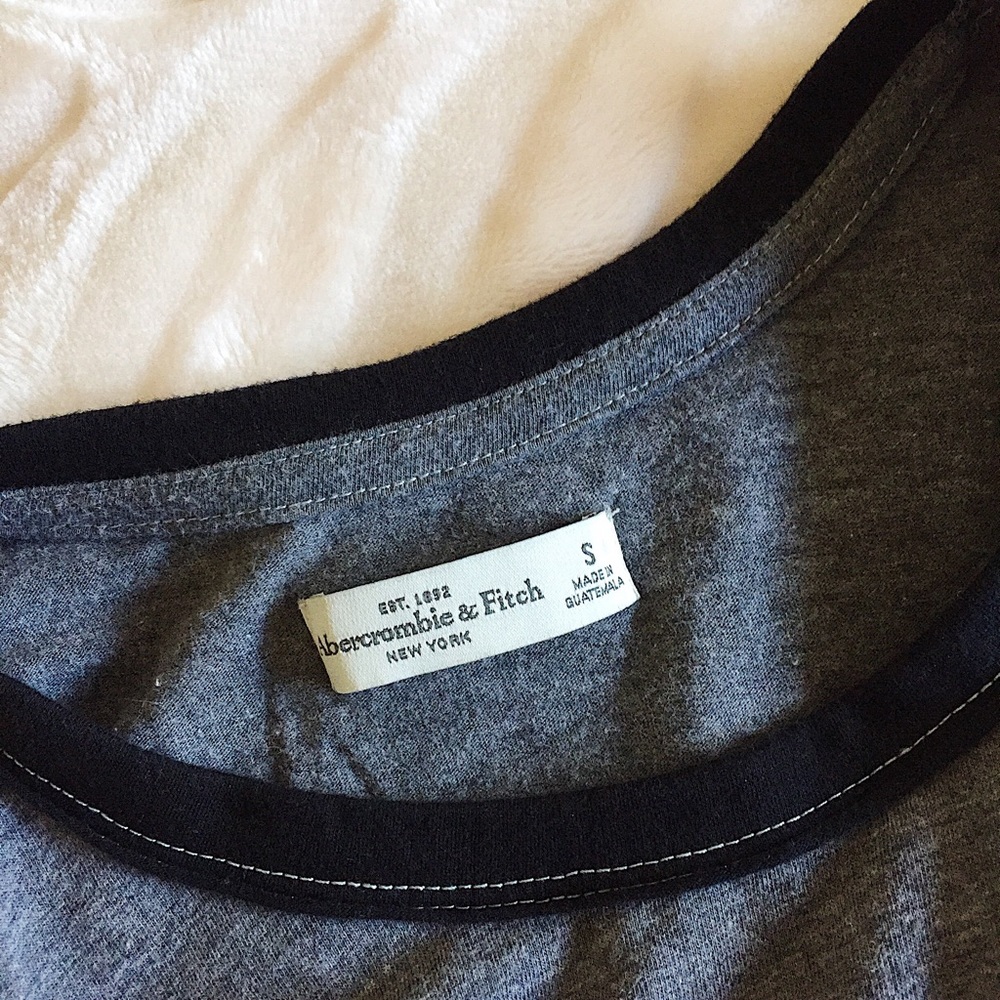 EST. 1892
Abercrombie & Fitch
NEW YORK
S
MADE IN
GUATEMALA